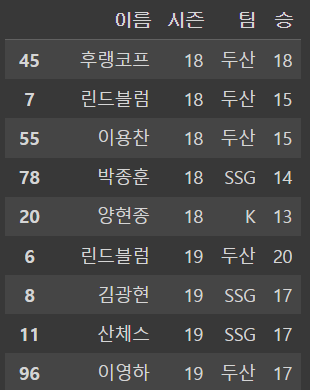 이름 시즌 팀 승
45 후랭코프 18 두산 18
7 린드블럼 18 두산 15
55 이용찬 18 두산 15
78 박종훈 18 SSG 14
20 양현종 18 K 13
6 린드블럼 19 두산 20
8 김광현 19 SSG 17
11 산체스 19 SSG 17
96 이영하 19 두산 17